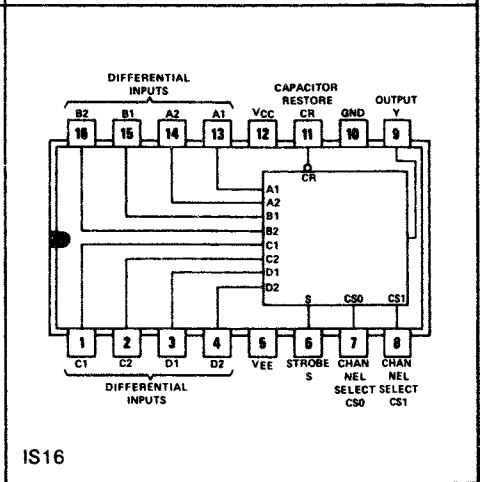 DIFFERENTIAL
INPUTS
CAPACITOR
RESTORE
OUTPUT
B2 B1 A2 A1 VCC CR GND Y
16 15 14 13 12 11 10 9
CR
A1
A2
B1
B2
C1
C2
D1
D2
S CS0 CS1
1 2 3 4 5 6 7 8
C1 C2 D1 D2 VEE STROBE CHAN CHAN
S NEL NEL
DIFFERENTIAL
INPUTS
SELECT SELECT
CS0 CS1
IS16